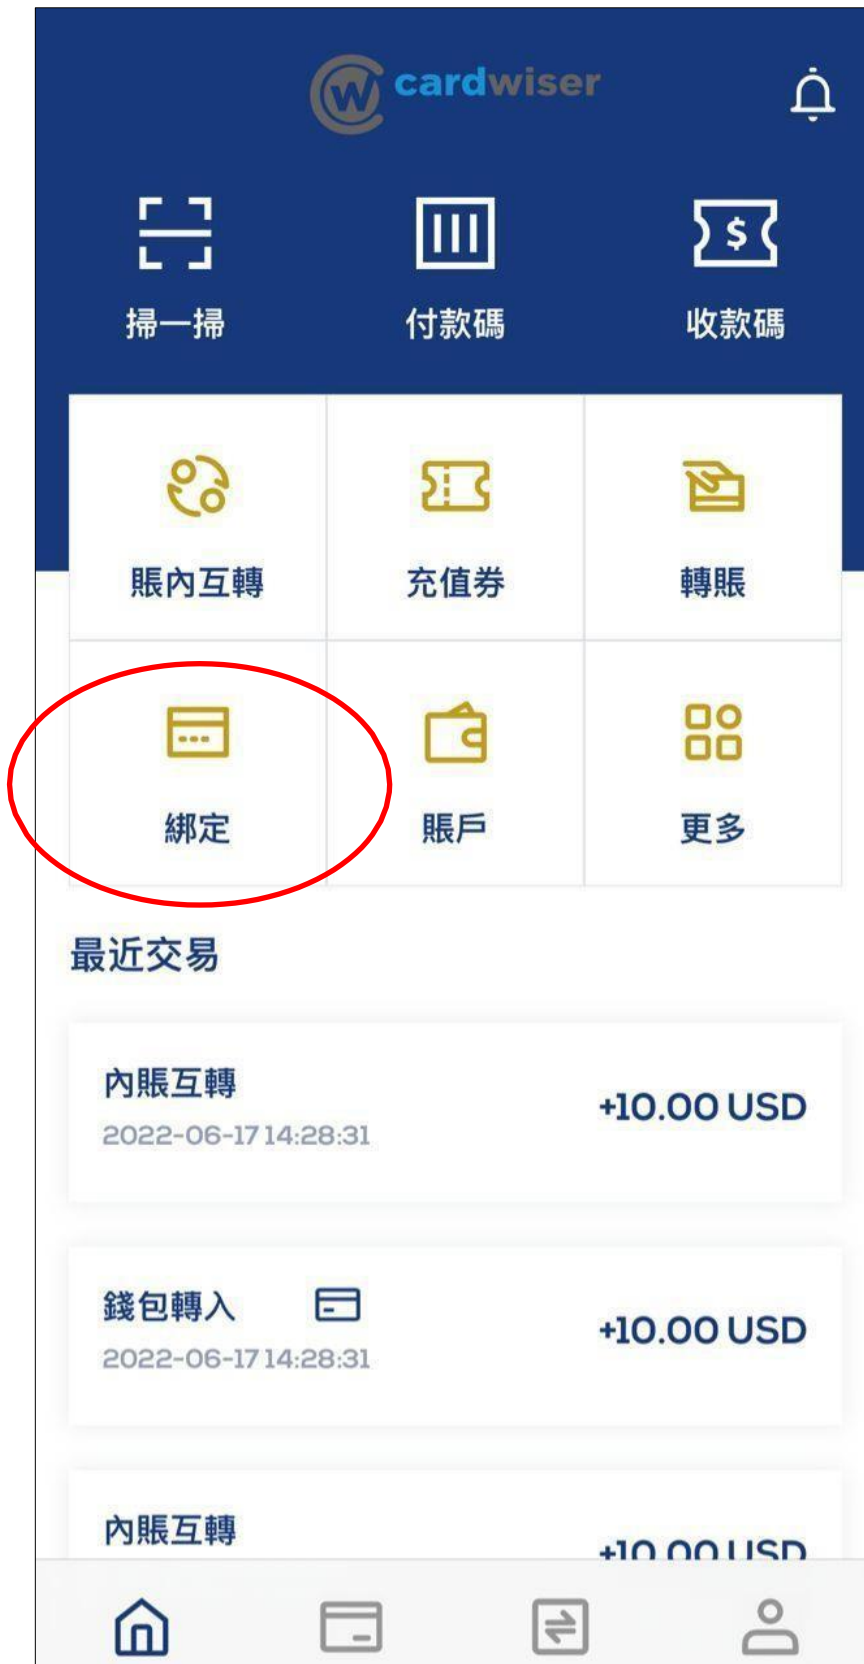 cardwiser
掃一掃 付款碼 收款碼
賬內互轉 充值券 轉賬
綁定 賬戶 更多
最近交易
內賬互轉
+10.00 USD
2022-06-17 14:28:31
錢包轉入
+10.00 USD
2022-06-17 14:28:31
內賬互轉
+10.00 USD